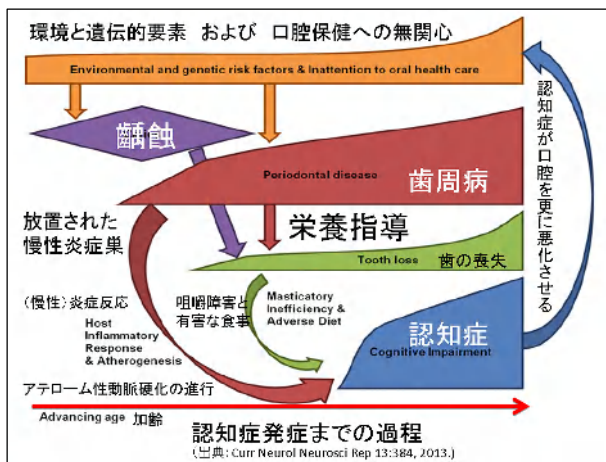 環境と遺伝的要素 および 口腔保健への無関心
Environmental and genetic risk factors & Inattention to oral health care
齲蝕
Periodontal disease
歯周病
放置された
慢性炎症巣
栄養指導
Tooth loss
歯の喪失
認知症が口腔を更に悪化させる
(慢性)炎症反応
Host
Inflammatory
Response
& Atherogenesis
咀嚼障害と
有害な食事
Masticatory
Inefficiency &
Adverse Diet
認知症
Cognitive Impairment
アテローム性動脈硬化の進行
Advancing age 加齢
認知症発症までの過程
(出典: Curr Neurol Neurosci Rep 13:384, 2013.)